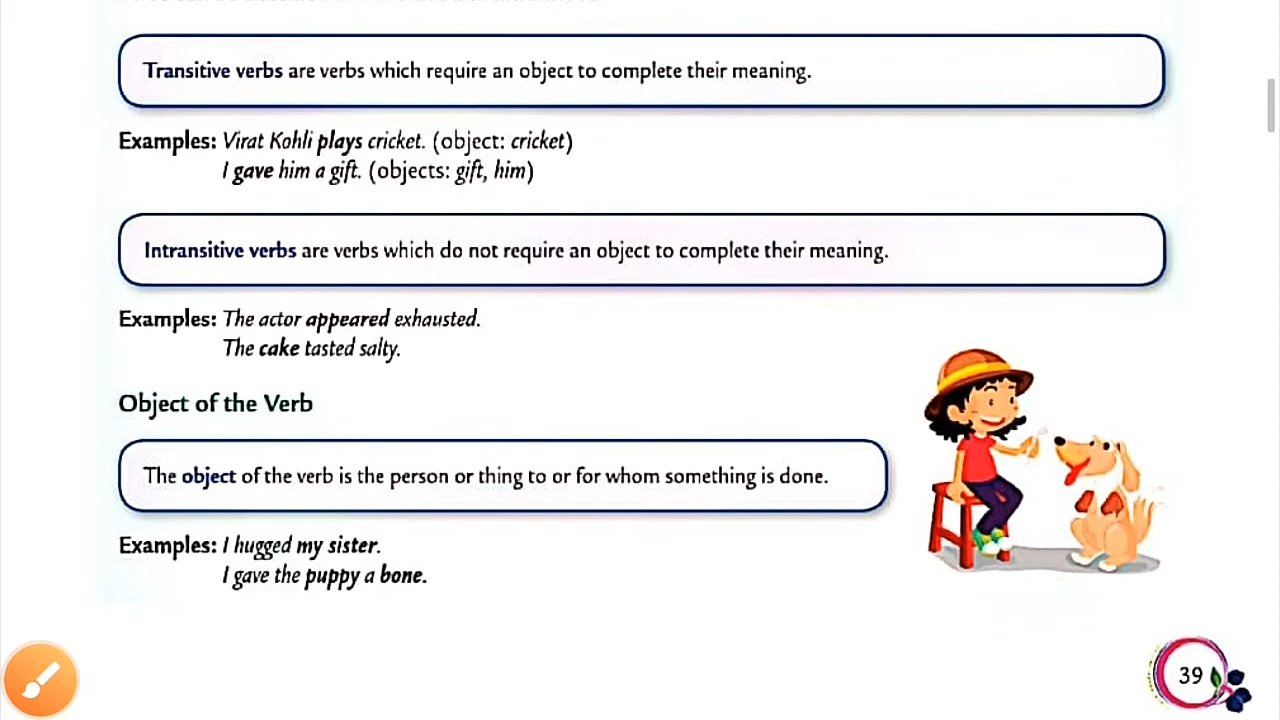 Transitive verbs are verbs which require an object to complete their meaning.
Examples: Virat Kohli plays cricket. (object: cricket)
I gave him a gift. (objects: gift, him)
Intransitive verbs are verbs which do not require an object to complete their meaning.
Examples: The actor appeared exhausted.
The cake tasted salty.
Object of the Verb
The object of the verb is the person or thing to or for whom something is done.
Examples: I hugged my sister.
I gave the puppy a bone.
39